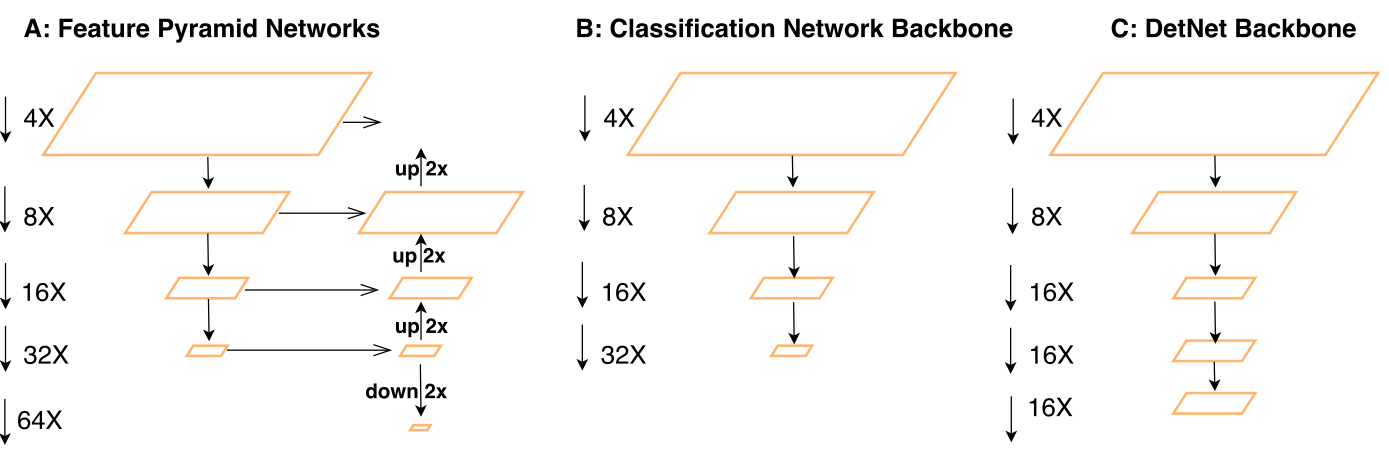 A: Feature Pyramid Networks
4X
up 2x
8X
up 2x
16X
up 2x
32X
down 2x
64X
B: Classification Network Backbone
4X
8X
16X
32X
C: DetNet Backbone
4X
8X
16X
16X
16X